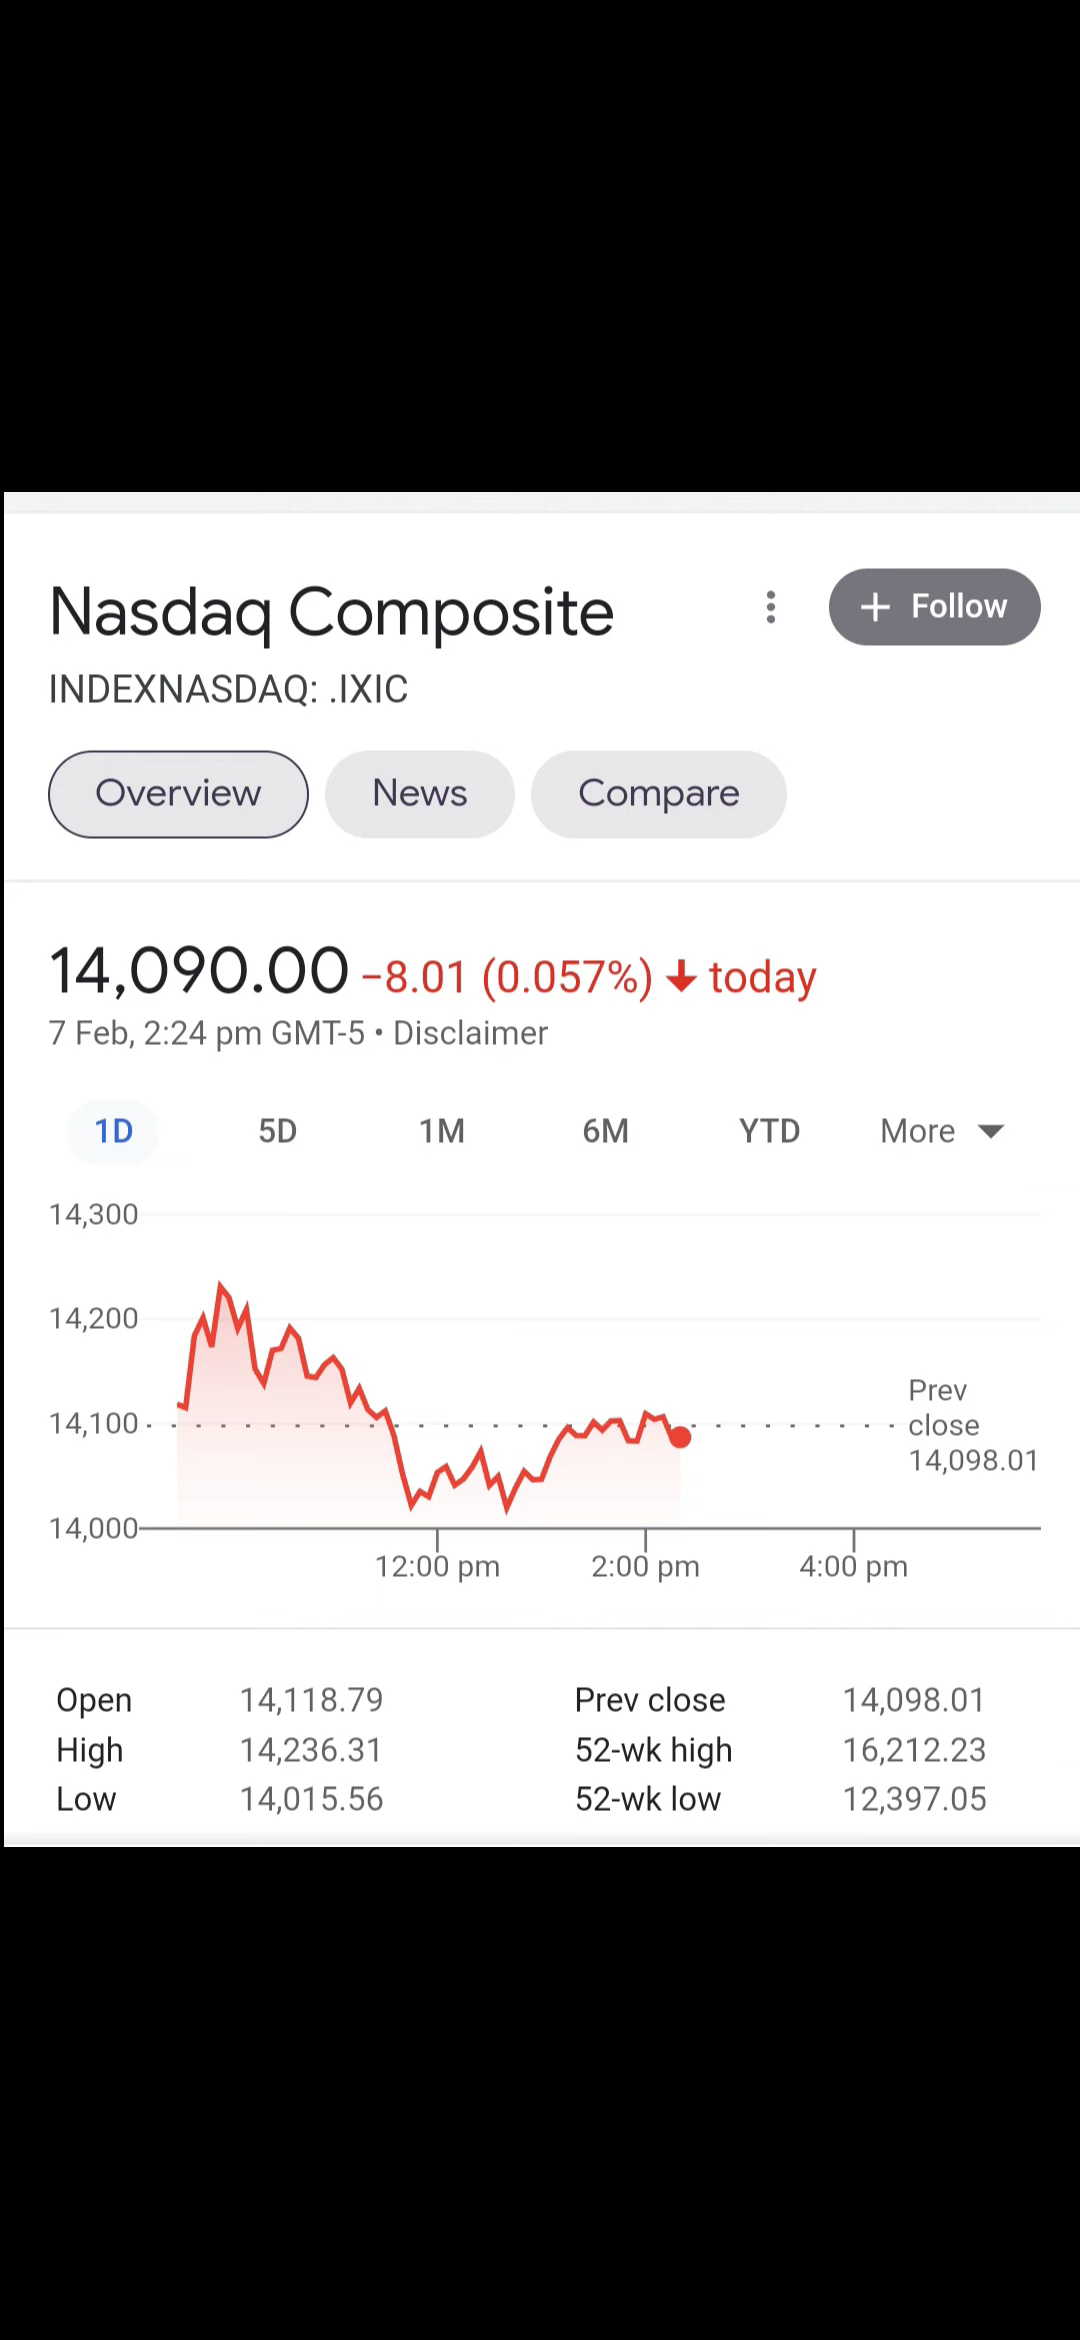 Nasdaq Composite
+ Follow
INDEXNASDAQ: .IXIC
Overview News Compare
14,090.00 −8.01 (0.057%) ↓ today
7 Feb, 2:24 pm GMT-5 • Disclaimer
1D 5D 1M 6M YTD More
14,300
14,200
14,100
14,000
Prev
close
14,098.01
12:00 pm 2:00 pm 4:00 pm
Open 14,118.79 Prev close 14,098.01
High 14,236.31 52-wk high 16,212.23
Low 14,015.56 52-wk low 12,397.05